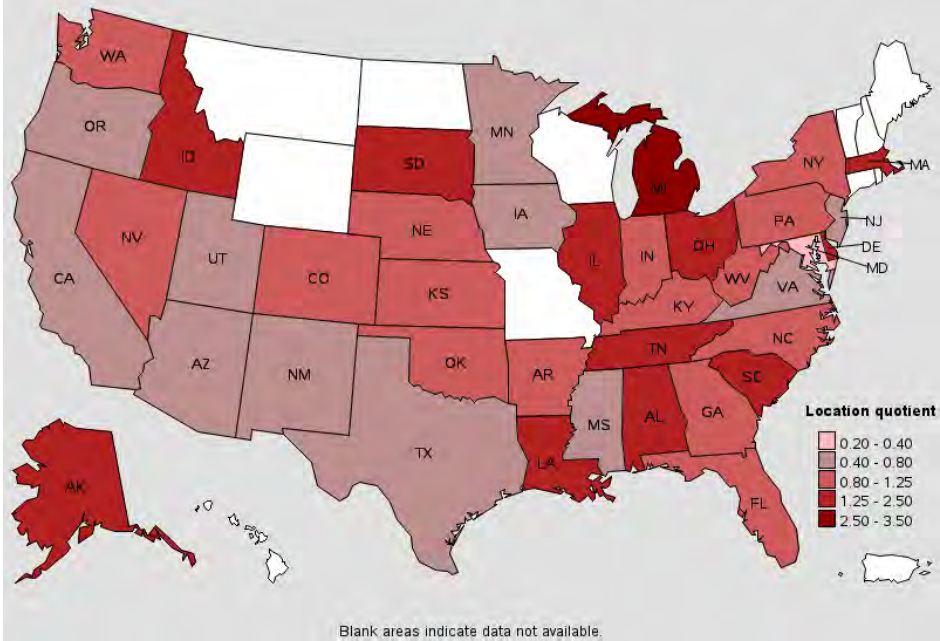 WA
OR
ID
MN
SD
NY
MA
MI
NV
UT
NE
IA
PA
NJ
CA
CO
IL
IN
OH
DE
MD
KS
WV
VA
KY
AZ
NM
OK
AR
TN
NC
TX
LA
MS
AL
GA
SC
FL
AK
Location quotient
0.20 - 0.40
0.40 - 0.80
0.80 - 1.25
1.25 - 2.50
2.50 - 3.50
Blank areas indicate data not available.